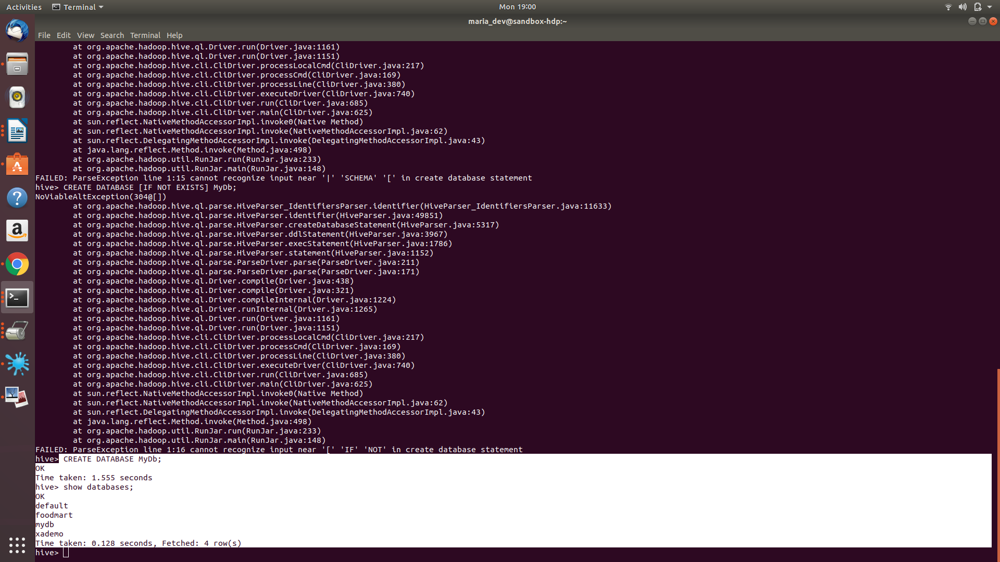 Activities Terminal Mon 19:00
maria_dev@sandbox-hdp:~
File Edit View Search Terminal Help
at org.apache.hadoop.hive.ql.Driver.run(Driver.java:1161)
at org.apache.hadoop.hive.ql.Driver.run(Driver.java:1151)
at org.apache.hadoop.hive.cli.CliDriver.processLocalCmd(CliDriver.java:217)
at org.apache.hadoop.hive.cli.CliDriver.processCmd(CliDriver.java:169)
at org.apache.hadoop.hive.cli.CliDriver.processLine(CliDriver.java:380)
at org.apache.hadoop.hive.cli.CliDriver.executeDriver(CliDriver.java:740)
at org.apache.hadoop.hive.cli.CliDriver.run(CliDriver.java:685)
at org.apache.hadoop.hive.cli.CliDriver.main(CliDriver.java:625)
at sun.reflect.NativeMethodAccessorImpl.invoke0(Native Method)
at sun.reflect.NativeMethodAccessorImpl.invoke(NativeMethodAccessorImpl.java:62)
at sun.reflect.DelegatingMethodAccessorImpl.invoke(DelegatingMethodAccessorImpl.java:43)
at java.lang.reflect.Method.invoke(Method.java:498)
at org.apache.hadoop.util.RunJar.run(RunJar.java:233)
at org.apache.hadoop.util.RunJar.main(RunJar.java:148)
FAILED: ParseException line 1:15 cannot recognize input near '|' 'SCHEMA' '[' in create database statement
hive> CREATE DATABASE [IF NOT EXISTS] MyDb;
NoViableAltException(304@[])
at org.apache.hadoop.hive.ql.parse.HiveParser_IdentifiersParser.identifier(HiveParser_IdentifiersParser.java:11633)
at org.apache.hadoop.hive.ql.parse.HiveParser.identifier(HiveParser.java:49851)
at org.apache.hadoop.hive.ql.parse.HiveParser.createDatabaseStatement(HiveParser.java:5317)
at org.apache.hadoop.hive.ql.parse.HiveParser.ddlStatement(HiveParser.java:3967)
at org.apache.hadoop.hive.ql.parse.HiveParser.execStatement(HiveParser.java:1786)
at org.apache.hadoop.hive.ql.parse.HiveParser.statement(HiveParser.java:1152)
at org.apache.hadoop.hive.ql.parse.ParseDriver.parse(ParseDriver.java:211)
at org.apache.hadoop.hive.ql.parse.ParseDriver.parse(ParseDriver.java:171)
at org.apache.hadoop.hive.ql.Driver.compile(Driver.java:438)
at org.apache.hadoop.hive.ql.Driver.compile(Driver.java:321)
at org.apache.hadoop.hive.ql.Driver.compileInternal(Driver.java:1224)
at org.apache.hadoop.hive.ql.Driver.runInternal(Driver.java:1265)
at org.apache.hadoop.hive.ql.Driver.run(Driver.java:1161)
at org.apache.hadoop.hive.ql.Driver.run(Driver.java:1151)
at org.apache.hadoop.hive.cli.CliDriver.processLocalCmd(CliDriver.java:217)
at org.apache.hadoop.hive.cli.CliDriver.processCmd(CliDriver.java:169)
at org.apache.hadoop.hive.cli.CliDriver.processLine(CliDriver.java:380)
at org.apache.hadoop.hive.cli.CliDriver.executeDriver(CliDriver.java:740)
at org.apache.hadoop.hive.cli.CliDriver.run(CliDriver.java:685)
at org.apache.hadoop.hive.cli.CliDriver.main(CliDriver.java:625)
at sun.reflect.NativeMethodAccessorImpl.invoke0(Native Method)
at sun.reflect.NativeMethodAccessorImpl.invoke(NativeMethodAccessorImpl.java:62)
at sun.reflect.DelegatingMethodAccessorImpl.invoke(DelegatingMethodAccessorImpl.java:43)
at java.lang.reflect.Method.invoke(Method.java:498)
at org.apache.hadoop.util.RunJar.run(RunJar.java:233)
at org.apache.hadoop.util.RunJar.main(RunJar.java:148)
FAILED: ParseException line 1:16 cannot recognize input near '[' 'IF' 'NOT' in create database statement
hive> CREATE DATABASE MyDb;
OK
Time taken: 1.555 seconds
hive> show databases;
OK
default
foodmart
mydb
xademo
Time taken: 0.128 seconds, Fetched: 4 row(s)
hive>